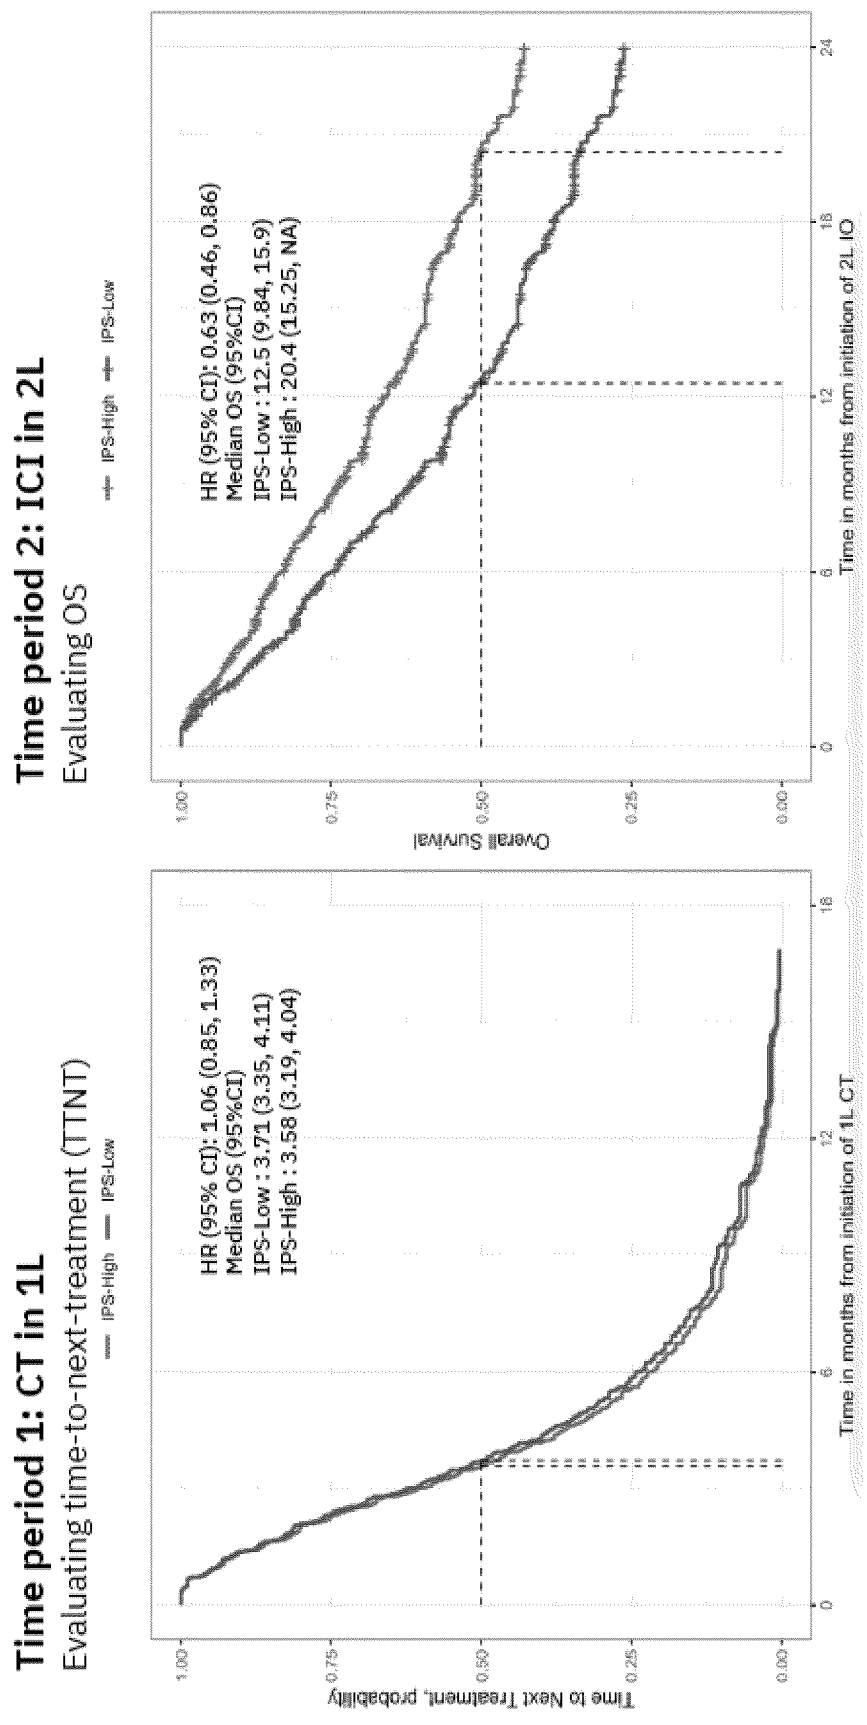 Time period 1: CT in 1L
Evaluating time-to-next-treatment (TTNT)
IPS-High IPS-Low
HR (95% CI): 1.06 (0.85, 1.33)
Median OS (95%CI)
IPS-Low : 3.71 (3.35, 4.11)
IPS-High : 3.58 (3.19, 4.04)
Time to Next Treatment, probability
1.00
0.75
0.50
0.25
0.00
0
6
12
18
Time in months from initiation of 1L CT
Time period 2: ICI in 2L
Evaluating OS
IPS-High IPS-Low
HR (95% CI): 0.63 (0.46, 0.86)
Median OS (95%CI)
IPS-Low : 12.5 (9.84, 15.9)
IPS-High : 20.4 (15.25, NA)
Overall Survival
1.00
0.75
0.50
0.25
0.00
0
6
12
18
24
Time in months from initiation of 2L IO